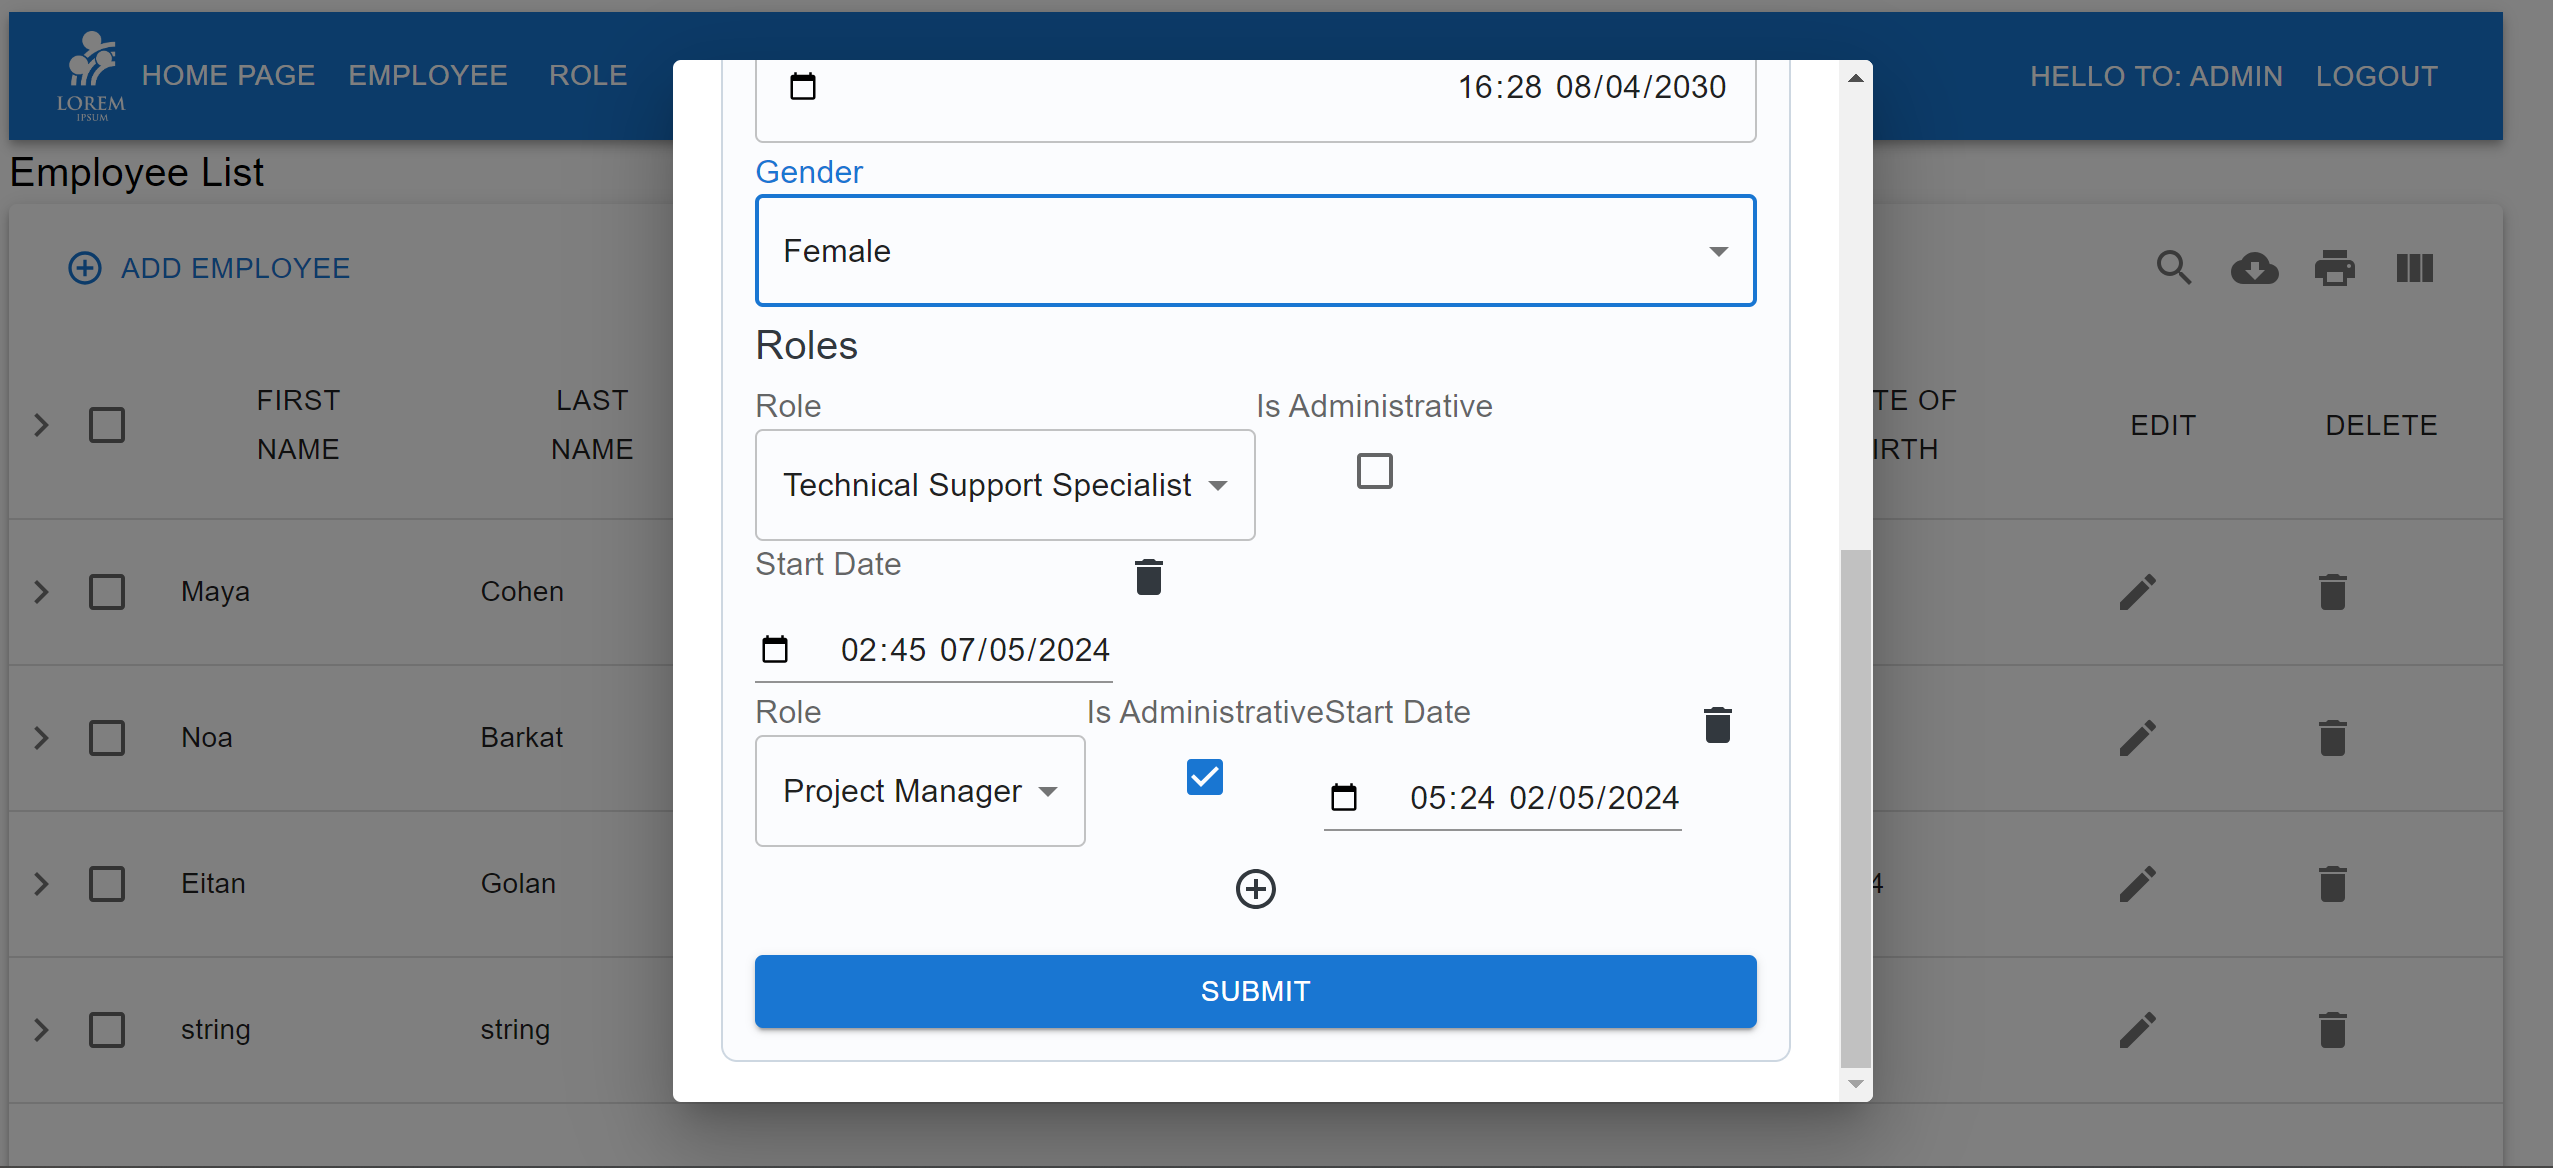 LOREM
IPSUM
HOME PAGE
EMPLOYEE
ROLE
HELLO TO: ADMIN
LOGOUT
Employee List
ADD EMPLOYEE
FIRST NAME
LAST NAME
TE OF
IRTH
EDIT
DELETE
Maya
Cohen
Noa
Barkat
Eitan
Golan
4
string
string
16:28 08/04/2030
Gender
Female
Roles
Role
Is Administrative
Technical Support Specialist
Start Date
02:45 07/05/2024
Role
Is Administrative
Start Date
Project Manager
05:24 02/05/2024
SUBMIT